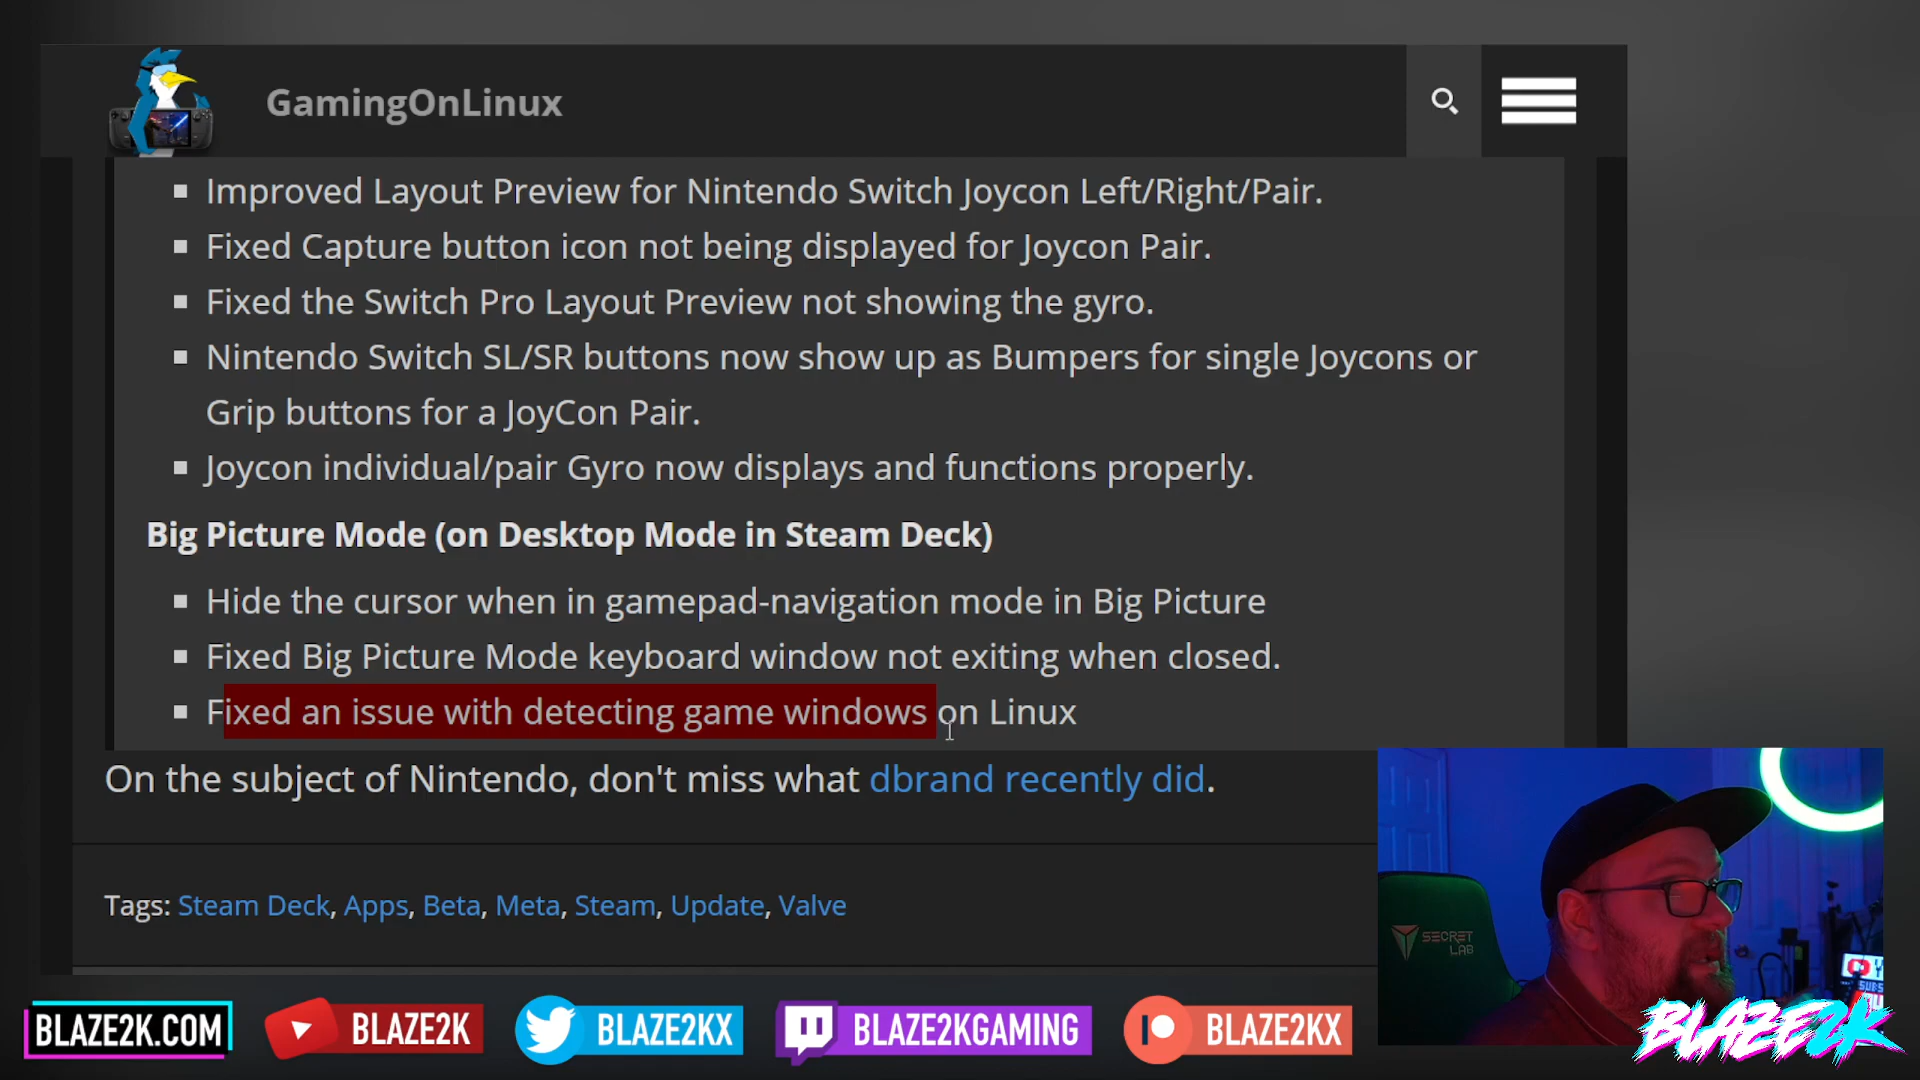 GamingOnLinux
Improved Layout Preview for Nintendo Switch Joycon Left/Right/Pair.
Fixed Capture button icon not being displayed for Joycon Pair.
Fixed the Switch Pro Layout Preview not showing the gyro.
Nintendo Switch SL/SR buttons now show up as Bumpers for single Joycons or
Grip buttons for a JoyCon Pair.
Joycon individual/pair Gyro now displays and functions properly.
Big Picture Mode (on Desktop Mode in Steam Deck)
Hide the cursor when in gamepad-navigation mode in Big Picture
Fixed Big Picture Mode keyboard window not exiting when closed.
Fixed an issue with detecting game windows on Linux
On the subject of Nintendo, don't miss what dbrand recently did.
Tags: Steam Deck, Apps, Beta, Meta, Steam, Update, Valve
SECRET
LAB
BLAZE2K.COM
BLAZE2K
BLAZE2KX
BLAZE2KGAMING
BLAZE2KX
BLAZE2K